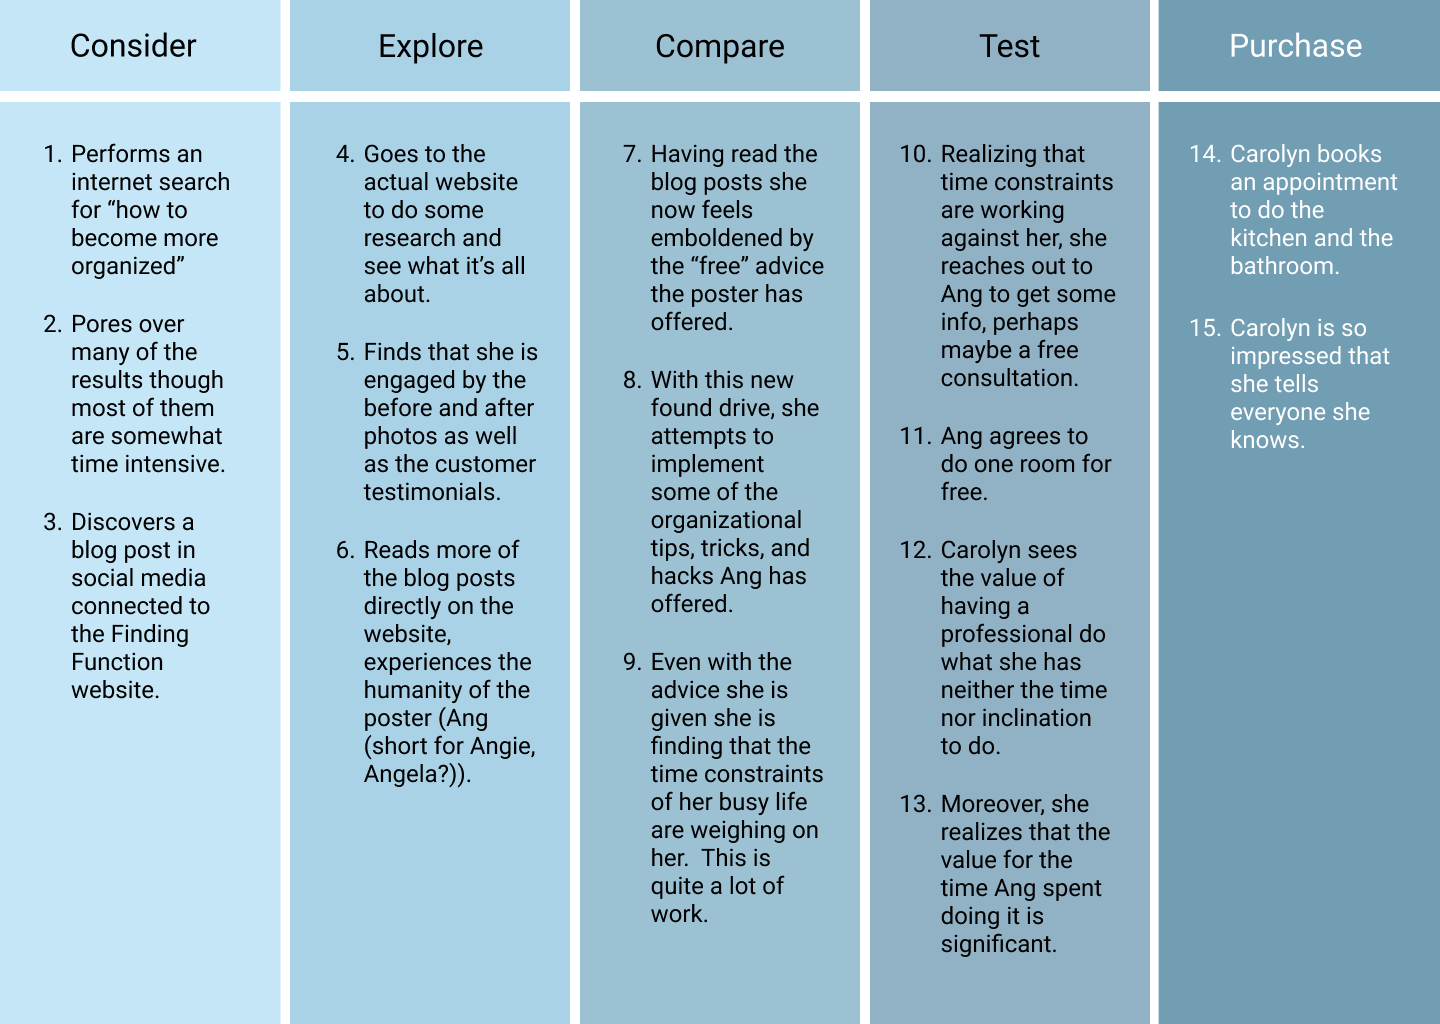 Consider
Explore
Compare
Test
Purchase
1. Performs an
internet search
for “how to
become more
organized”
2. Pores over
many of the
results though
most of them
are somewhat
time intensive.
3. Discovers a
blog post in
social media
connected to
the Finding
Function
website.
4. Goes to the
actual website
to do some
research and
see what it’s all
about.
5. Finds that she is
engaged by the
before and after
photos as well
as the customer
testimonials.
6. Reads more of
the blog posts
directly on the
website,
experiences the
humanity of the
poster (Ang
(short for Angie,
Angela?)).
7. Having read the
blog posts she
now feels
emboldened by
the “free” advice
the poster has
offered.
8. With this new
found drive, she
attempts to
implement
some of the
organizational
tips, tricks, and
hacks Ang has
offered.
9. Even with the
advice she is
given she is
finding that the
time constraints
of her busy life
are weighing on
her.  This is
quite a lot of
work.
10. Realizing that
time constraints
are working
against her, she
reaches out to
Ang to get some
info, perhaps
maybe a free
consultation.
11. Ang agrees to
do one room for
free.
12. Carolyn sees
the value of
having a
professional do
what she has
neither the time
nor inclination
to do.
13. Moreover, she
realizes that the
value for the
time Ang spent
doing it is
significant.
14. Carolyn books
an appointment
to do the
kitchen and the
bathroom.
15. Carolyn is so
impressed that
she tells
everyone she
knows.